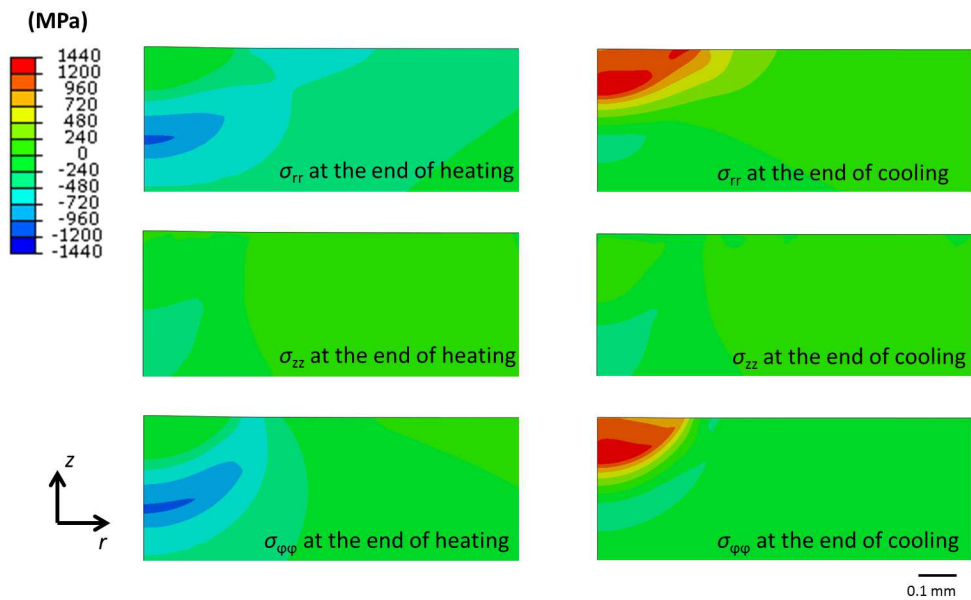 (MPa)
1440
1200
960
720
480
240
0
-240
-480
-720
-960
-1200
-1440
σrr at the end of heating
σrr at the end of cooling
σzz at the end of heating
σzz at the end of cooling
z
r
σφφ at the end of heating
σφφ at the end of cooling
0.1 mm